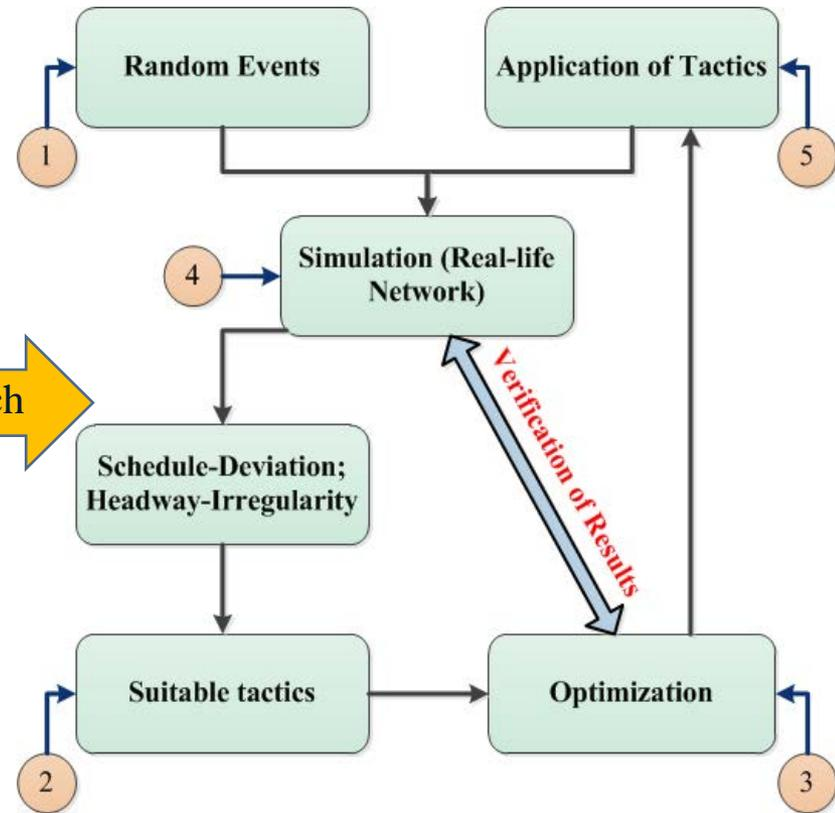 Random Events
Application of Tactics
1
5
Simulation (Real-life
Network)
4
Verification of Results
Schedule-Deviation;
Headway-Irregularity
Suitable tactics
Optimization
2
3